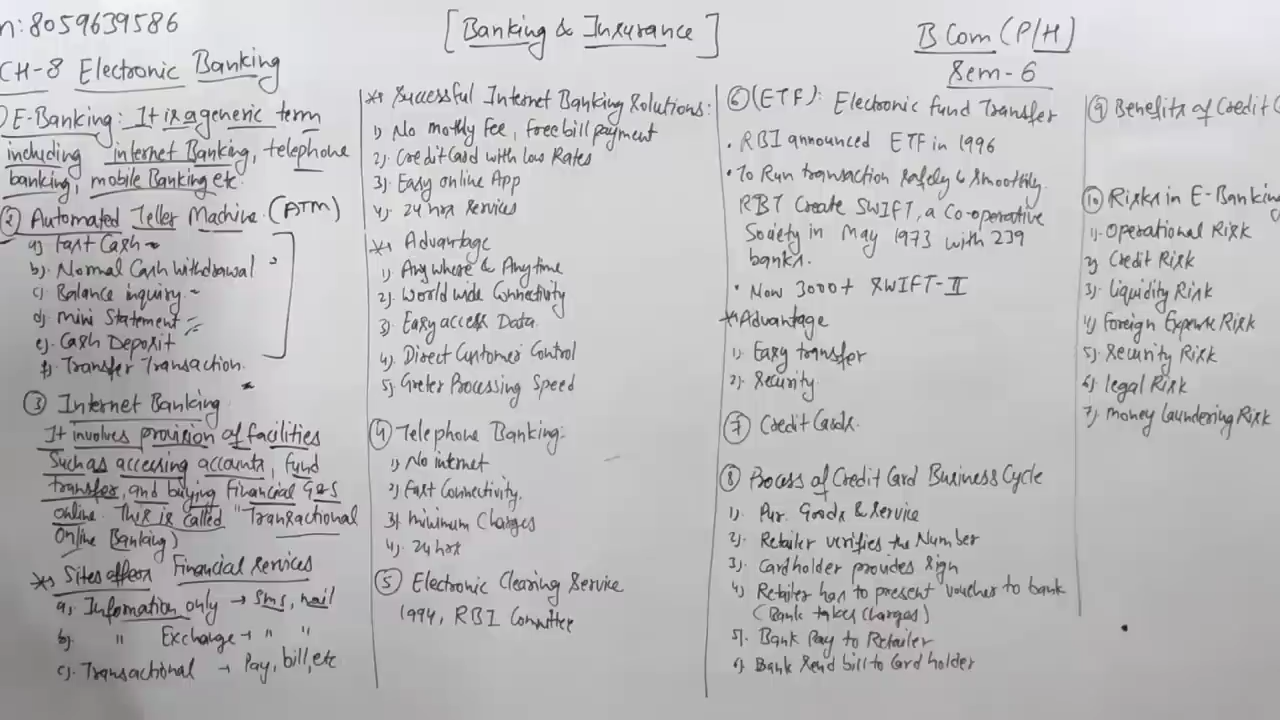 n: 8059639586
[Banking & Insurance]
B Com (P/H)
Sem-6
CH-8 Electronic Banking
1) E-Banking: It is a generic term
including internet Banking, telephone
banking, mobile Banking etc.
② Automated Teller Machine (ATM)
a) Fast Cash
b) Normal Cash withdrawal
c) Balance inquiry
d) Mini Statement
e) Cash Deposit
f) Transfer Transaction.
③ Internet Banking
It involves provision of facilities
Such as accessing accounts, fund
transfer, and buying Financial G&S
online. This is called "Transactional
Online Banking)
* Sites offers Financial services
a) Information only → sms, mail
b) " Exchange → " "
c) Transactional → Pay, bill, etc
* Successful Internet Banking Solutions:
1) No mothly Fee, free bill payment
2) Credit Card with low Rates
3) Easy online App
4) 24 hrs services
* Advantage
1) Any where & Any time
2) World wide Connectivity
3) Easy access Data
4) Direct Customer Control
5) Greter Processing Speed
④ Telephone Banking:
1) No internet
2) Fast Connectivity.
3) Minimum Charges
4) 24 hrs
⑤ Electronic Clearing Service
1994, RBI Committee
⑥ (ETF): Electronic Fund Transfer
• RBI announced ETF in 1996
• To Run transaction safely & smoothly.
RBI Create SWIFT, a Co-operative
Society in May 1973 with 239
banks.
• Now 3000+ SWIFT-II
* Advantage
1) Easy transfer
2) Security
⑦ Credit Cards.
⑧ Process of Credit Card Business Cycle
1) Pur. Goods & Service
2) Retailer verifies the Number
3) Cardholder provides Sign
4) Retailer has to present voucher to bank
(Bank takes Charges)
5) Bank Pay to Retailer
6) Bank Send bill to Card holder
⑨ Benefits of Credit C
⑩ Risks in E-Banking
1) Operational Risk
2) Credit Risk
3) Liquidity Risk
4) Foreign Expense Risk
5) Security Risk
6) legal Risk
7) Money Laundering Risk